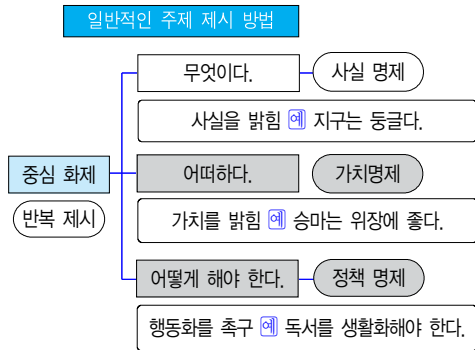 일반적인 주제 제시 방법
무엇이다. 사실 명제
사실을 밝힘 예 지구는 둥글다.
중심 화제 어떠하다. 가치명제
반복 제시 가치를 밝힘 예 승마는 위장에 좋다.
어떻게 해야 한다. 정책 명제
행동화를 촉구 예 독서를 생활화해야 한다.